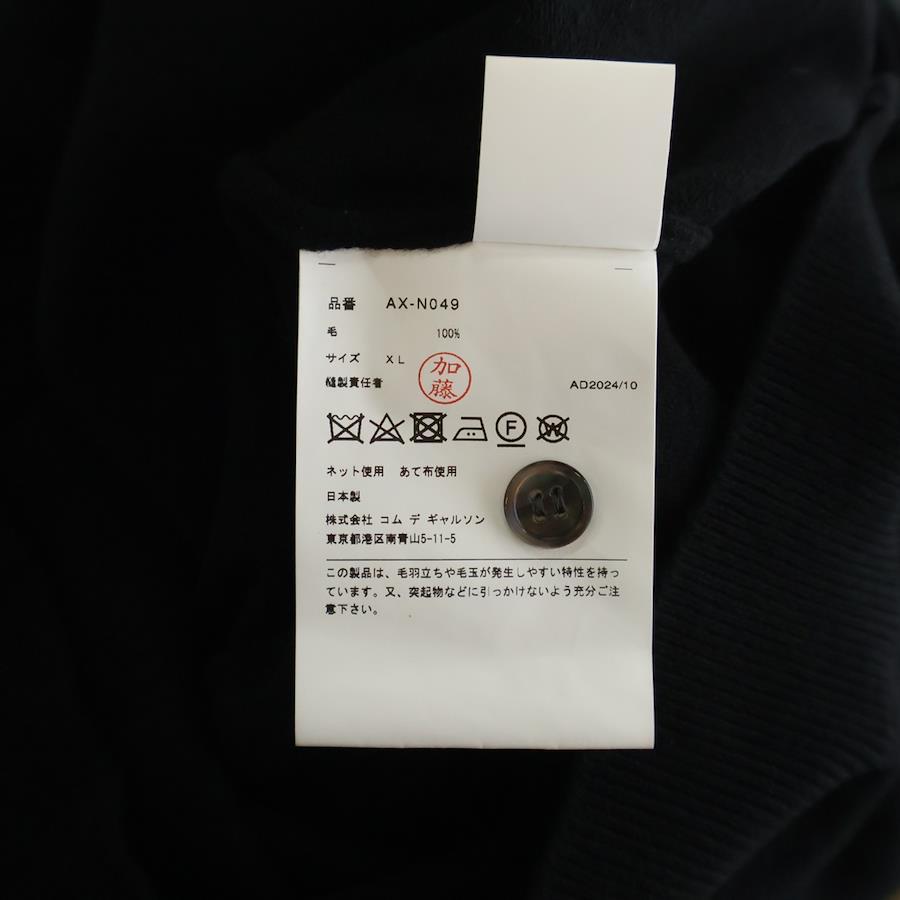 品番 AX-N049
毛 100%
サイズ XL
加藤
縫製責任者 AD2024/10
F W
ネット使用 あて布使用
日本製
株式会社 コム デ ギャルソン
東京都港区南青山5-11-5
この製品は、毛羽立ちや毛玉が発生しやすい特性を持っ
ています。又、突起物などに引っかけないよう充分ご注
意下さい。